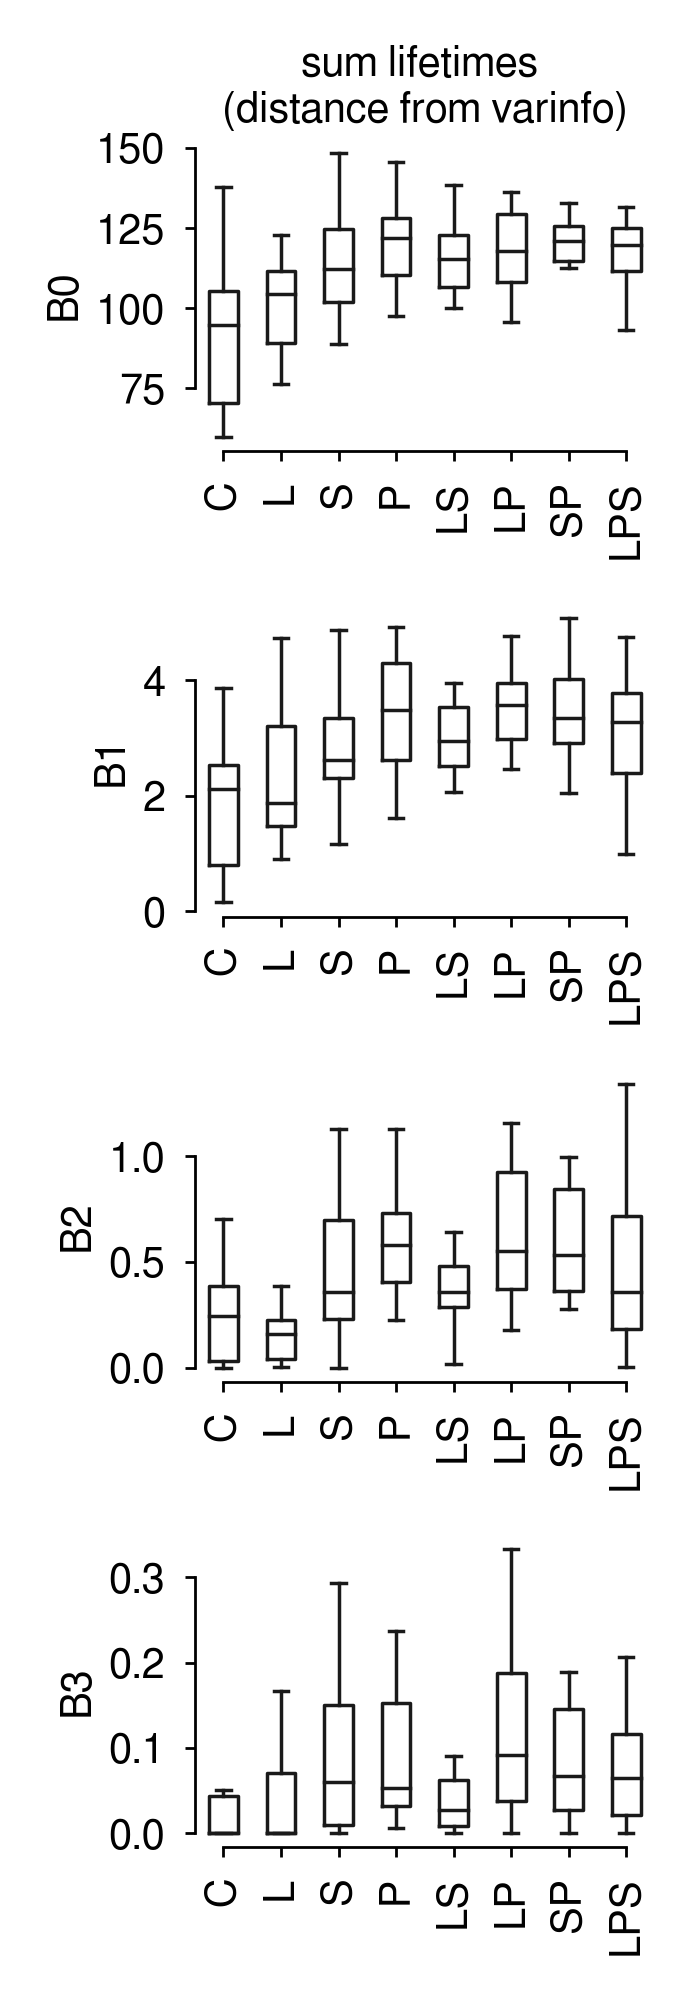 sum lifetimes
(distance from varinfo)
150
125
100
75
B0
C L S P LS LP SP LPS
4
2
0
B1
C L S P LS LP SP LPS
1.0
0.5
0.0
B2
C L S P LS LP SP LPS
0.3
0.2
0.1
0.0
B3
C L S P LS LP SP LPS